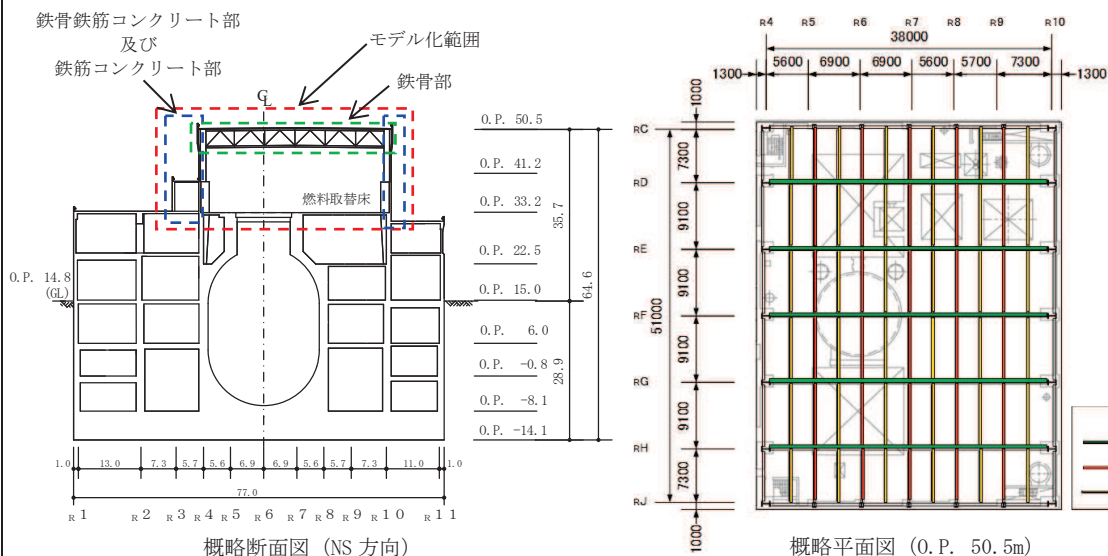 鉄骨鉄筋コンクリート部
及び
鉄筋コンクリート部
モデル化範囲
鉄骨部
CL
燃料取替床
O.P. 50.5
O.P. 41.2
O.P. 33.2
O.P. 22.5
O.P. 15.0
O.P. 6.0
O.P. -0.8
O.P. -8.1
O.P. -14.1
35.7
28.9
64.6
O.P. 14.8
(GL)
1.0 13.0 7.3 5.7 5.6 6.9 6.9 5.6 5.7 7.3 11.0 1.0
77.0
R1 R2 R3 R4 R5 R6 R7 R8 R9 R10 R11
概略断面図 (NS 方向)
R4 R5 R6 R7 R8 R9 R10
38000
1300 5600 6900 6900 5600 5700 7300 1300
1000
RC
7300
RD
9100
RE
9100
RF
51000
9100
RG
9100
RH
7300
RJ
1000
概略平面図 (O.P. 50.5m)